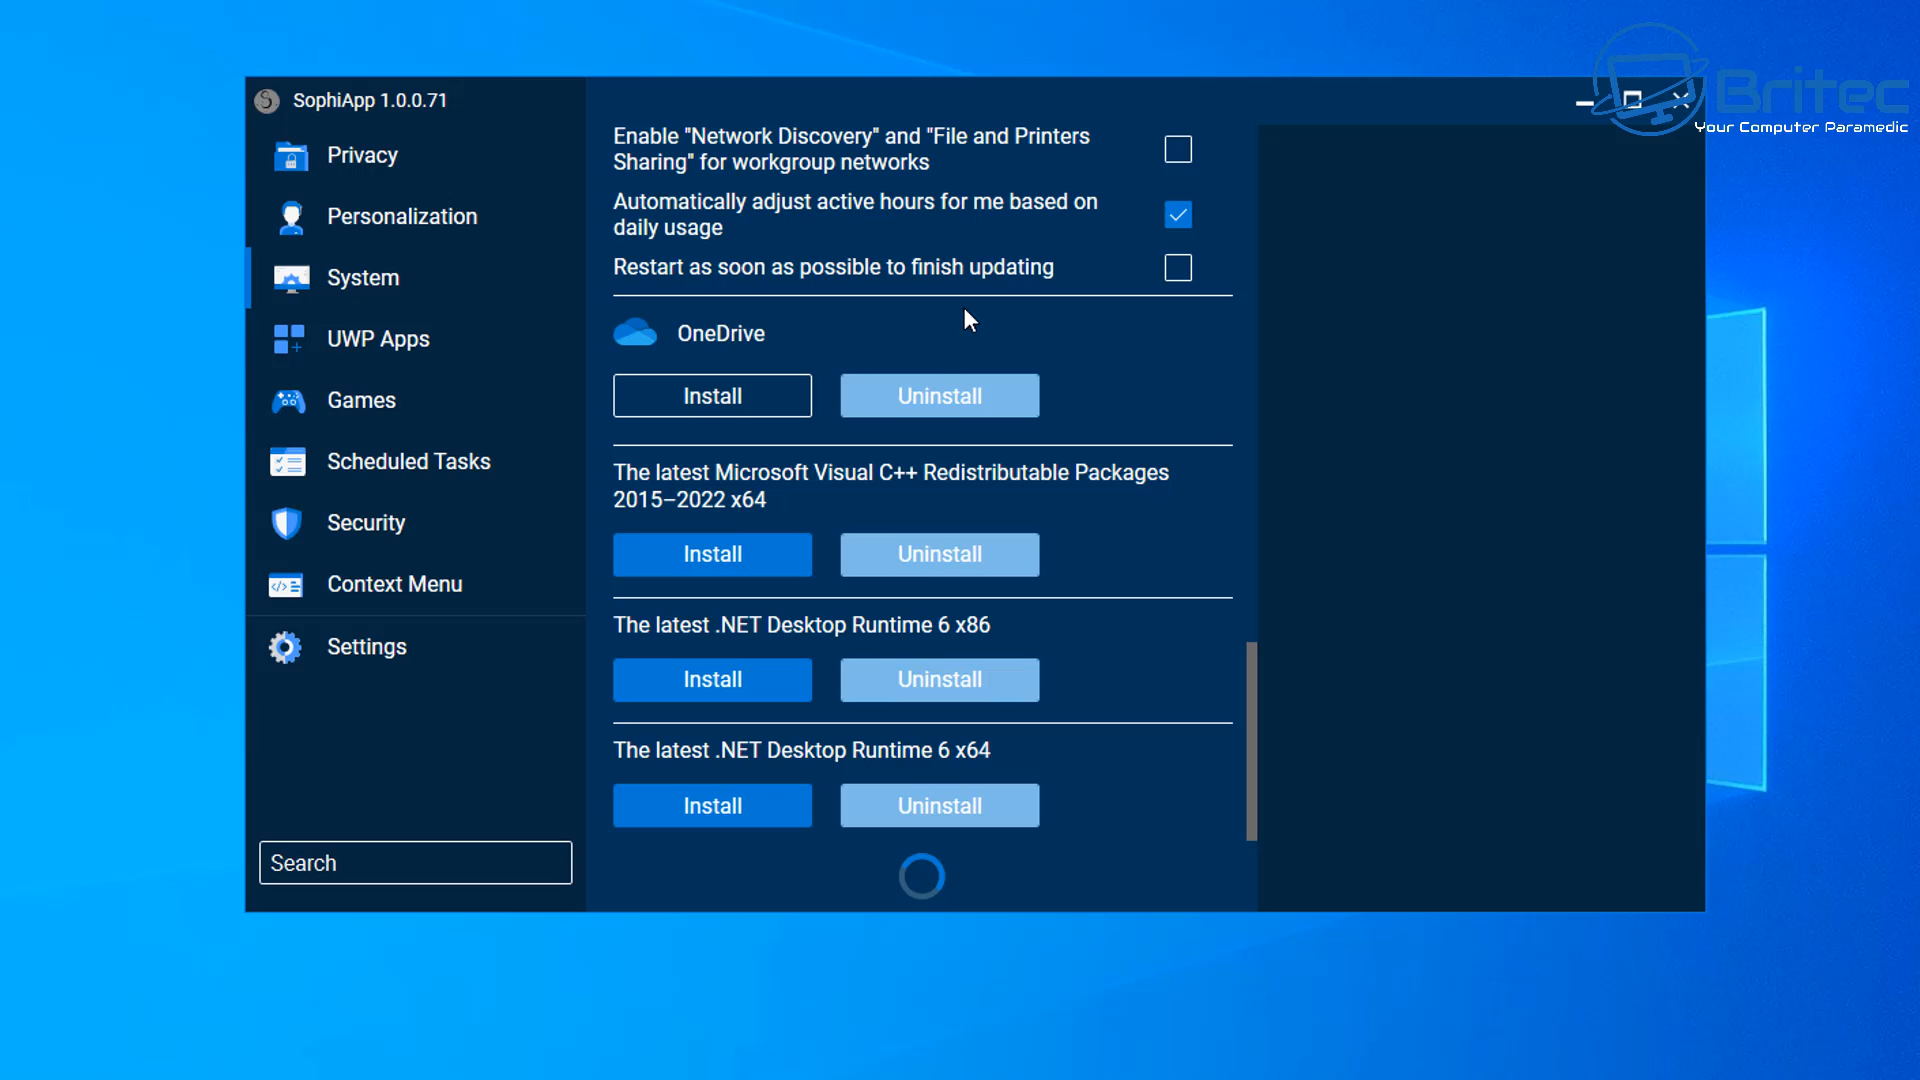 SophiApp 1.0.0.71
Privacy
Personalization
System
UWP Apps
Games
Scheduled Tasks
Security
Context Menu
Settings
Search
Enable "Network Discovery" and "File and Printers
Sharing" for workgroup networks
Automatically adjust active hours for me based on
daily usage
Restart as soon as possible to finish updating
OneDrive
Install Uninstall
The latest Microsoft Visual C++ Redistributable Packages
2015–2022 x64
Install Uninstall
The latest .NET Desktop Runtime 6 x86
Install Uninstall
The latest .NET Desktop Runtime 6 x64
Install Uninstall
Britec
Your Computer Paramedic